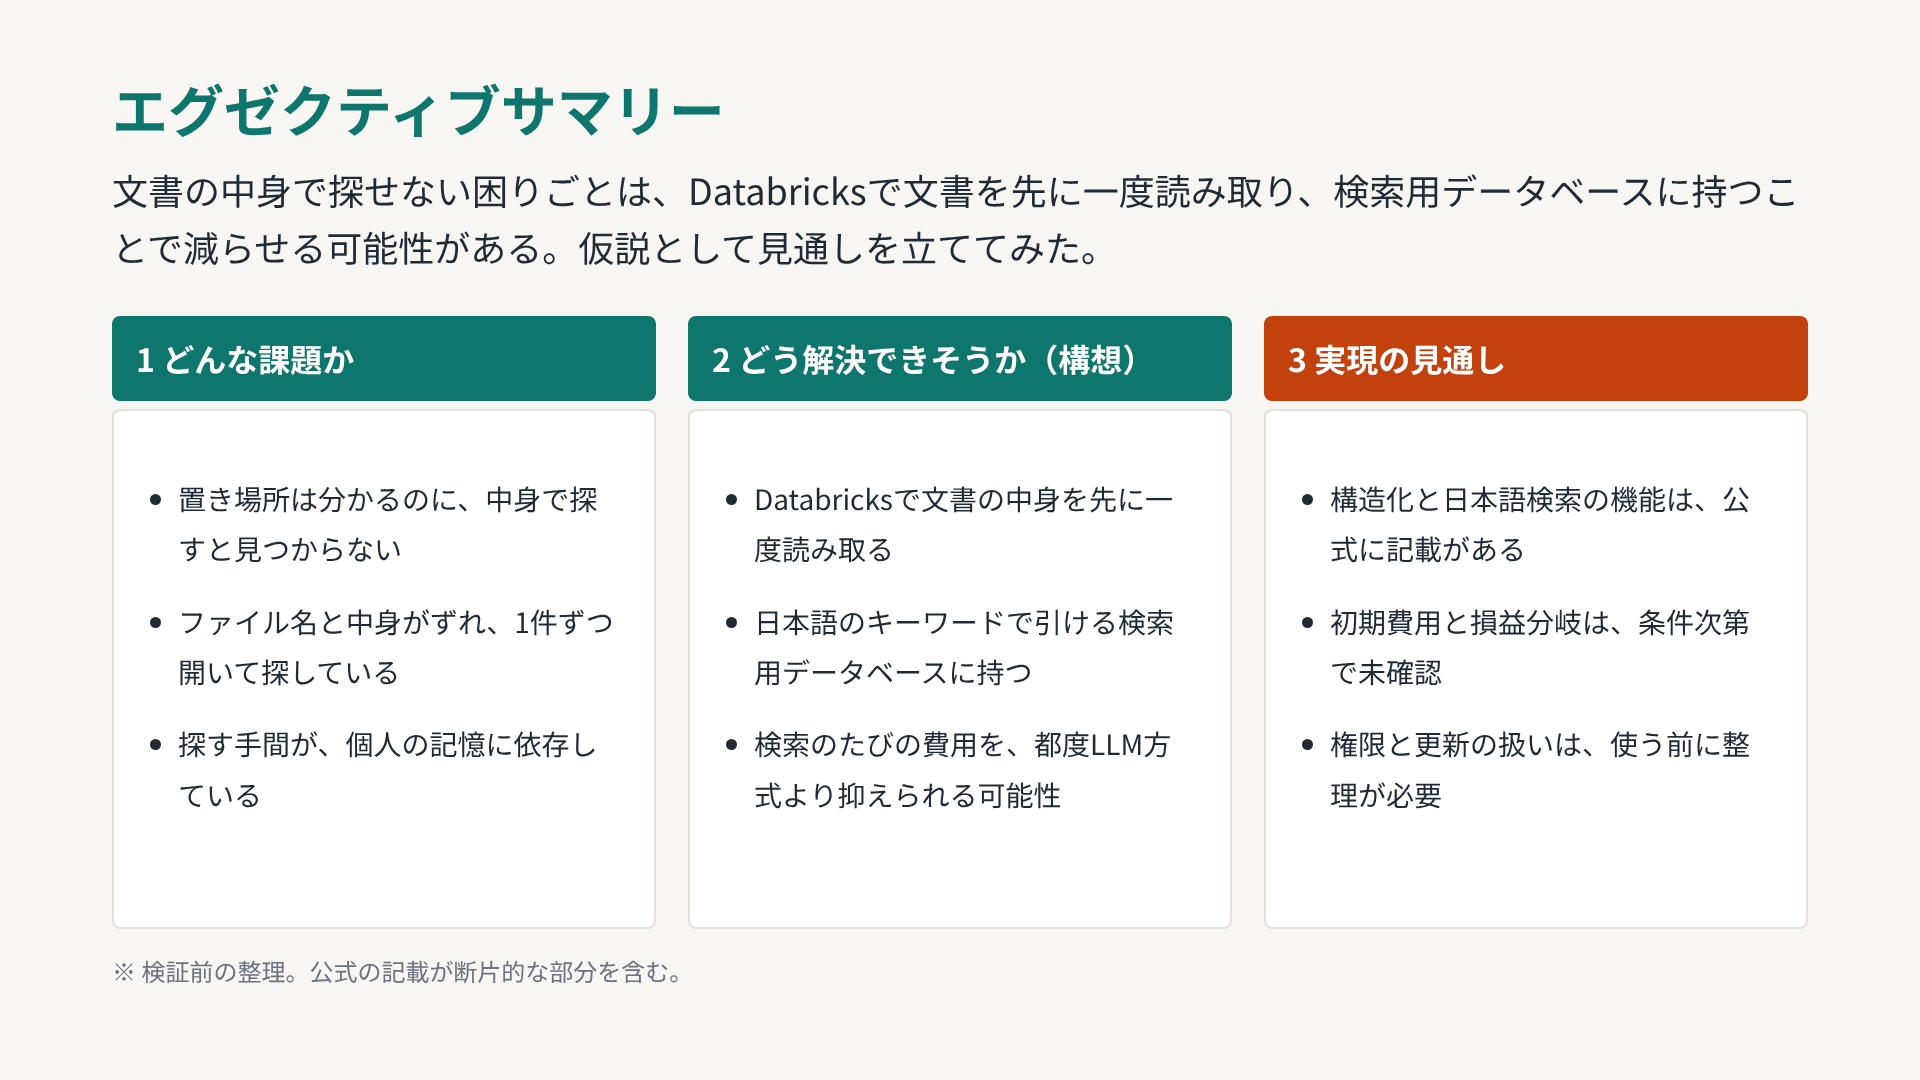 エグゼクティブサマリー
文書の中身で探せない困りごとは、Databricksで文書を先に一度読み取り、検索用データベースに持つこ
とで減らせる可能性がある。仮説として見通しを立ててみた。
1 どんな課題か
• 置き場所は分かるのに、中身で探
すと見つからない
• ファイル名と中身がずれ、1件ずつ
開いて探している
• 探す手間が、個人の記憶に依存し
ている
2 どう解決できそうか（構想）
• Databricksで文書の中身を先に一
度読み取る
• 日本語のキーワードで引ける検索
用データベースに持つ
• 検索のたびの費用を、都度LLM方
式より抑えられる可能性
3 実現の見通し
• 構造化と日本語検索の機能は、公
式に記載がある
• 初期費用と損益分岐は、条件次第
で未確認
• 権限と更新の扱いは、使う前に整
理が必要
※ 検証前の整理。公式の記載が断片的な部分を含む。